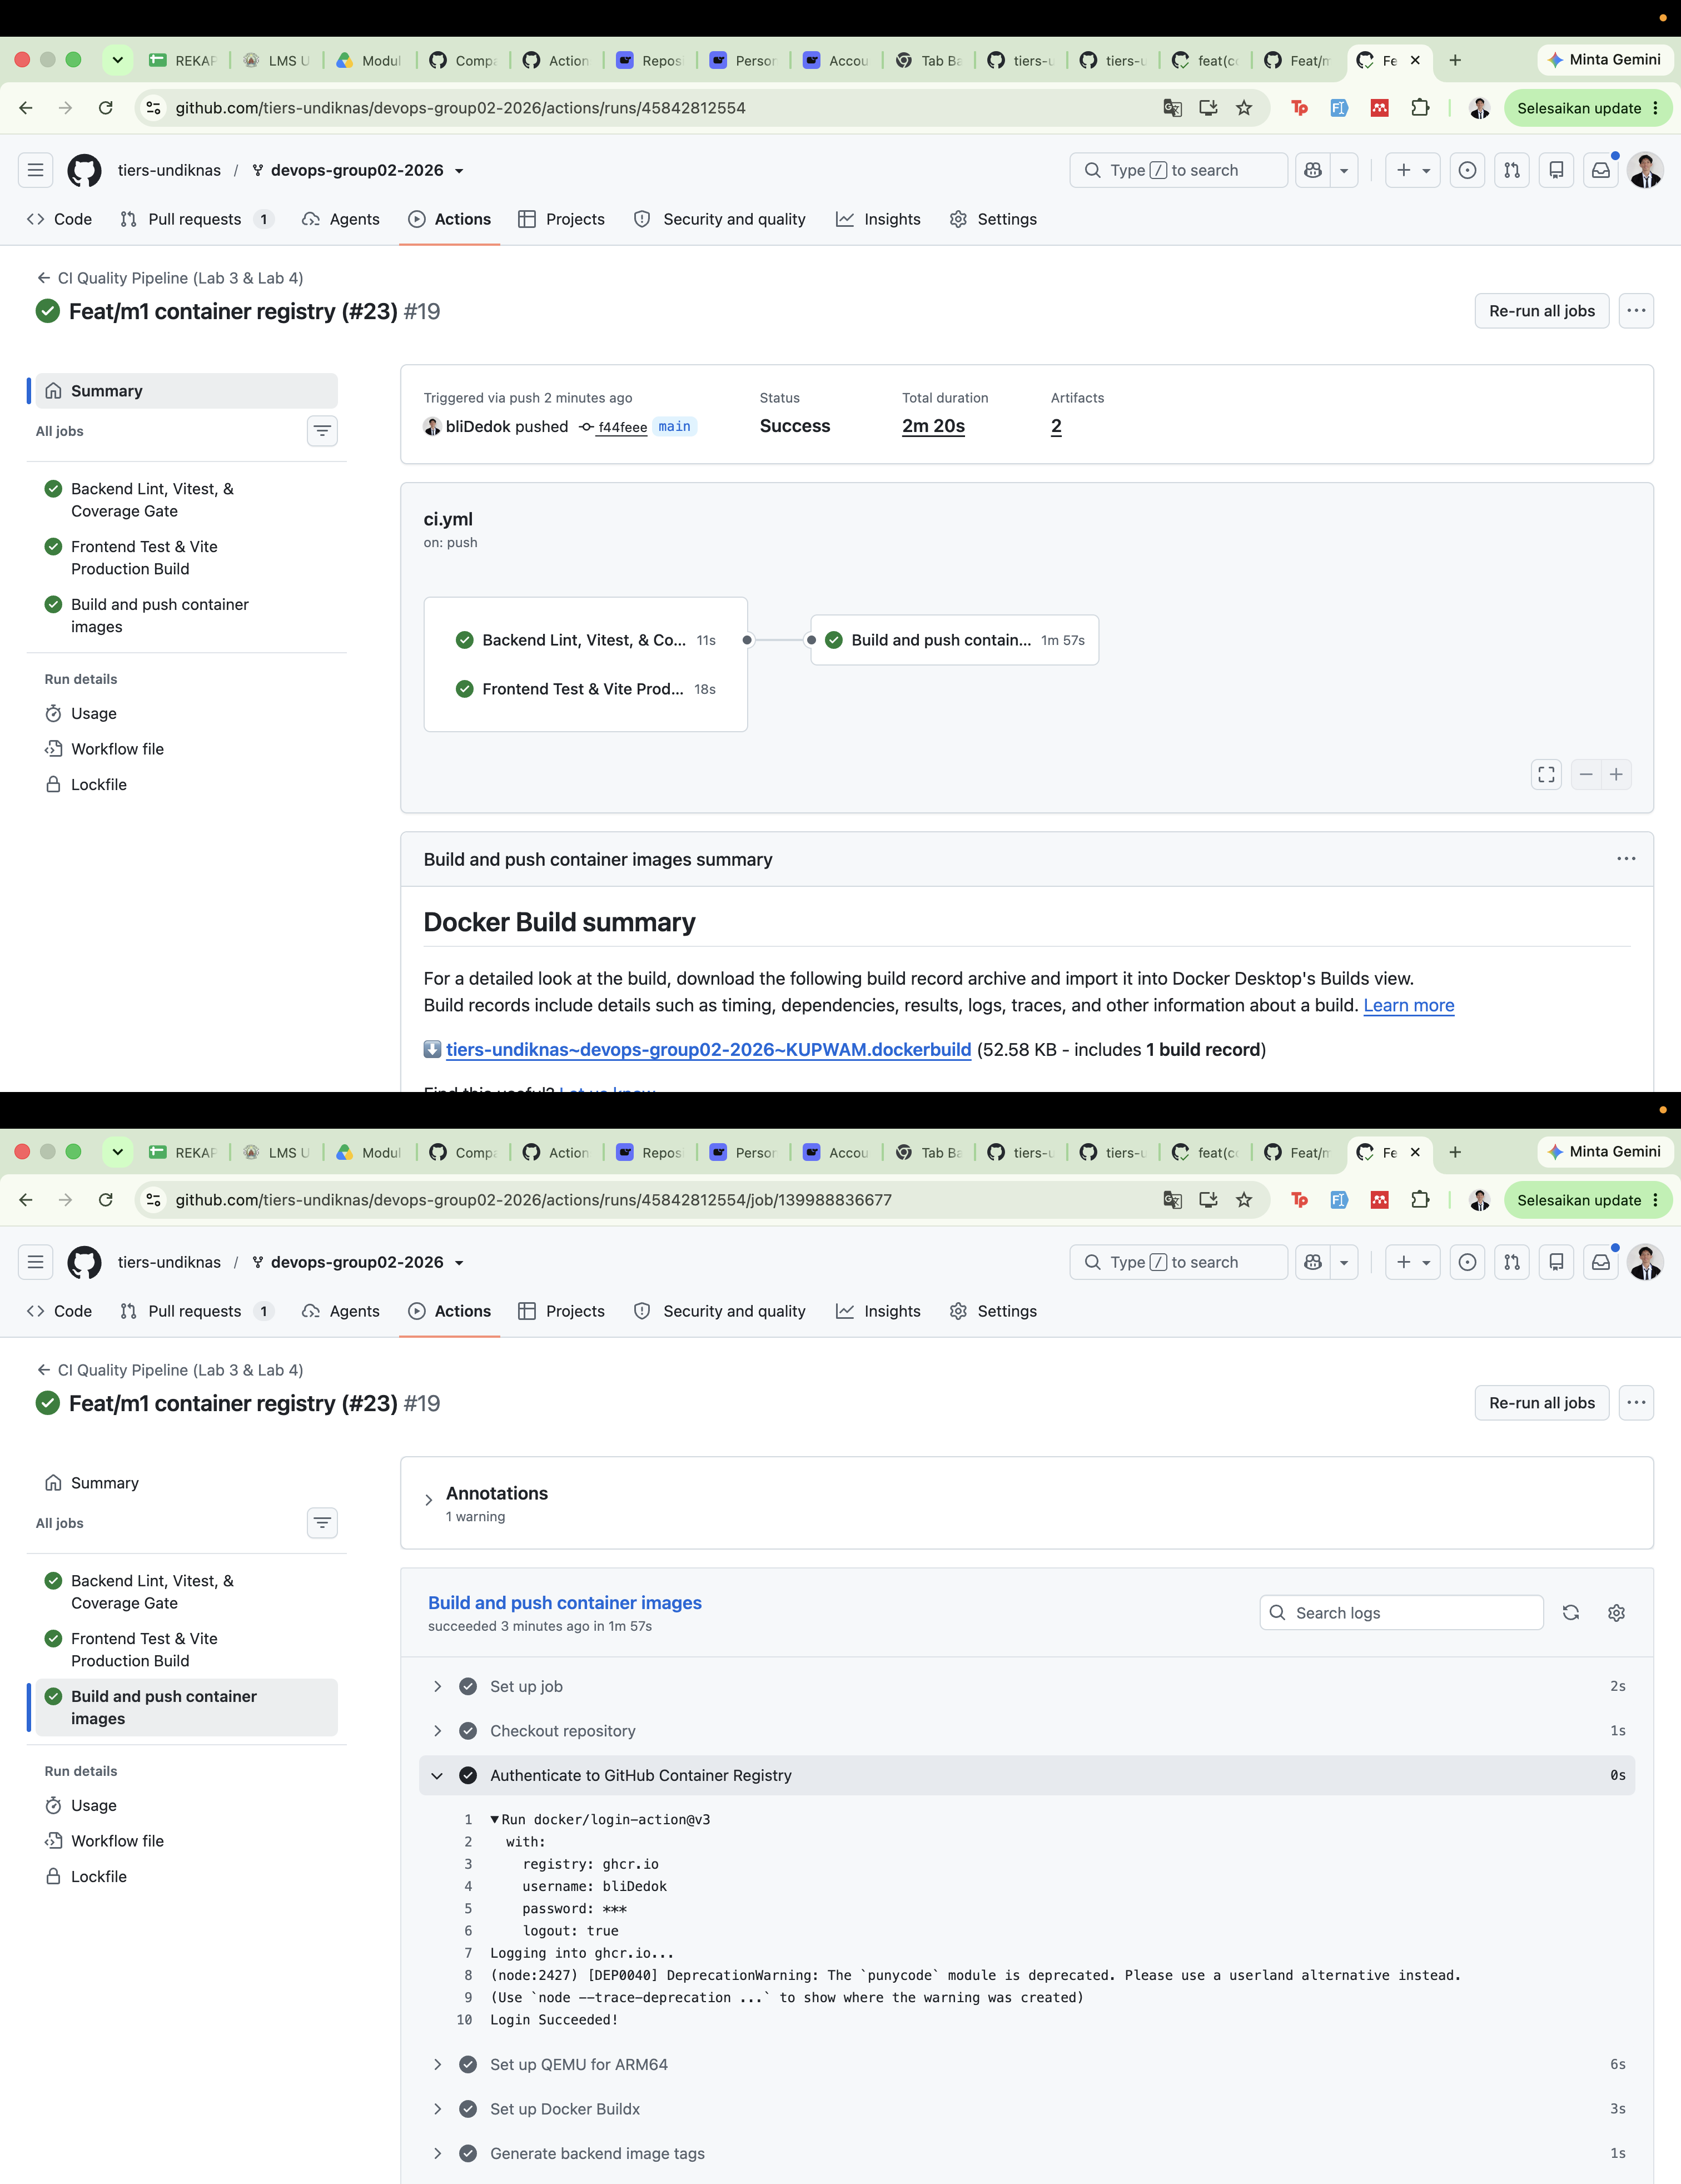 REKAP
LMS U
Modul
Compa
Action
Repos
Person
Accou
Tab Ba
tiers-u
tiers-u
feat(co
Feat/m
Fe
Minta Gemini
github.com/tiers-undiknas/devops-group02-2026/actions/runs/45842812554
Selesaikan update
tiers-undiknas / devops-group02-2026
Type / to search
Code
Pull requests 1
Agents
Actions
Projects
Security and quality
Insights
Settings
CI Quality Pipeline (Lab 3 & Lab 4)
Feat/m1 container registry (#23) #19
Re-run all jobs
Summary
All jobs
Backend Lint, Vitest, &
Coverage Gate
Frontend Test & Vite
Production Build
Build and push container
images
Run details
Usage
Workflow file
Lockfile
Triggered via push 2 minutes ago
bliDedok pushed f44feee main
Status
Success
Total duration
2m 20s
Artifacts
2
ci.yml
on: push
Backend Lint, Vitest, & Co... 11s
Frontend Test & Vite Prod... 18s
Build and push contain... 1m 57s
Build and push container images summary
Docker Build summary
For a detailed look at the build, download the following build record archive and import it into Docker Desktop's Builds view.
Build records include details such as timing, dependencies, results, logs, traces, and other information about a build. Learn more
tiers-undiknas~devops-group02-2026~KUPWAM.dockerbuild (52.58 KB - includes 1 build record)
Find this useful? Let us know
REKAP
LMS U
Modul
Compa
Action
Repos
Person
Accou
Tab Ba
tiers-u
tiers-u
feat(co
Feat/m
Fe
Minta Gemini
github.com/tiers-undiknas/devops-group02-2026/actions/runs/45842812554/job/139988836677
Selesaikan update
tiers-undiknas / devops-group02-2026
Type / to search
Code
Pull requests 1
Agents
Actions
Projects
Security and quality
Insights
Settings
CI Quality Pipeline (Lab 3 & Lab 4)
Feat/m1 container registry (#23) #19
Re-run all jobs
Summary
All jobs
Backend Lint, Vitest, &
Coverage Gate
Frontend Test & Vite
Production Build
Build and push container
images
Run details
Usage
Workflow file
Lockfile
Annotations
1 warning
Build and push container images
succeeded 3 minutes ago in 1m 57s
Search logs
Set up job 2s
Checkout repository 1s
Authenticate to GitHub Container Registry 0s
1 ▼Run docker/login-action@v3
2 with:
3 registry: ghcr.io
4 username: bliDedok
5 password: ***
6 logout: true
7 Logging into ghcr.io...
8 (node:2427) [DEP0040] DeprecationWarning: The `punycode` module is deprecated. Please use a userland alternative instead.
9 (Use `node --trace-deprecation ...` to show where the warning was created)
10 Login Succeeded!
Set up QEMU for ARM64 6s
Set up Docker Buildx 3s
Generate backend image tags 1s